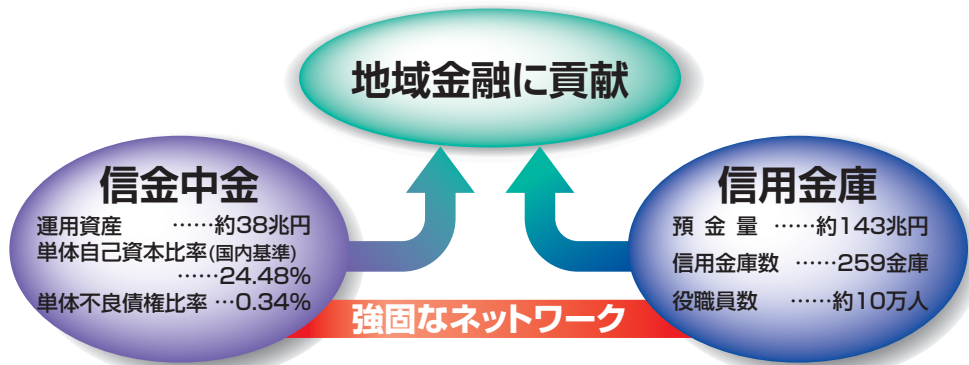 地域金融に貢献
信金中金
運用資産 ……約38兆円
単体自己資本比率(国内基準)
……24.48%
単体不良債権比率 …0.34%
信用金庫
預金量 ……約143兆円
信用金庫数 ……259金庫
役職員数 ……約10万人
強固なネットワーク